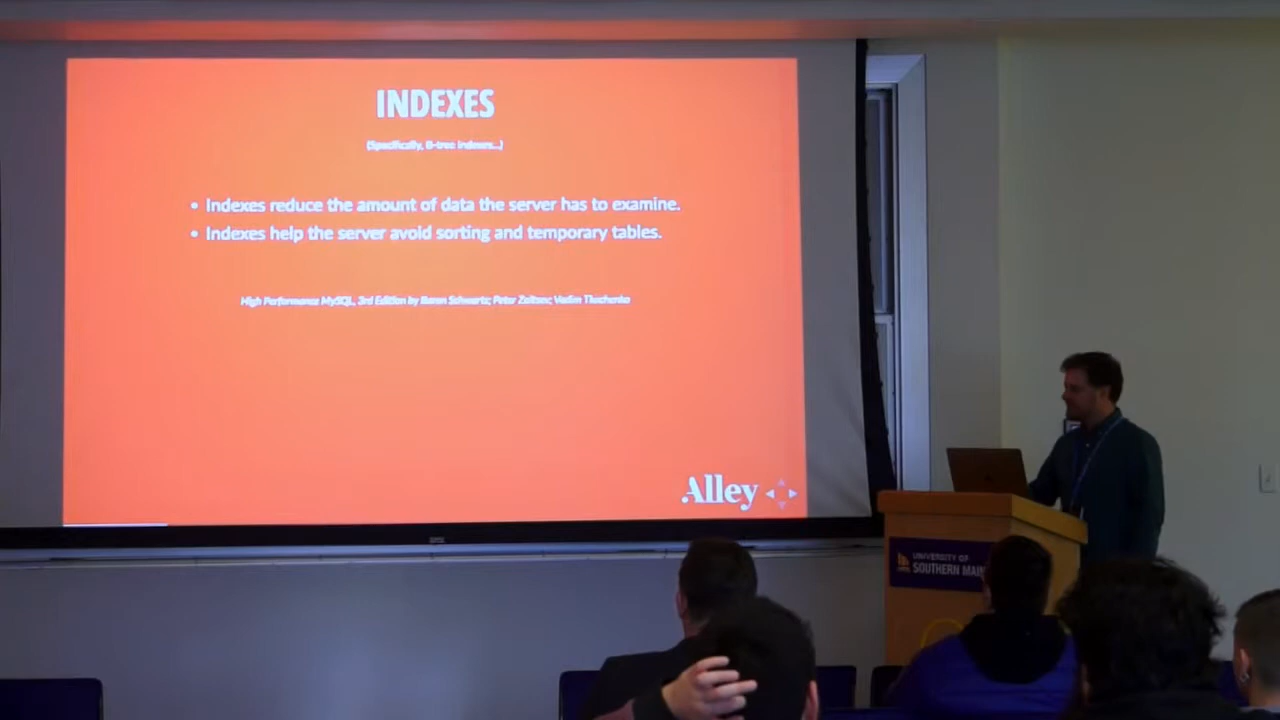 INDEXES
(Specifically, B-tree indexes...)
• Indexes reduce the amount of data the server has to examine.
• Indexes help the server avoid sorting and temporary tables.
High Performance MySQL, 3rd Edition by Baron Schwartz; Peter Zaitsev; Vadim Tkachenko
Alley
UNIVERSITY OF
SOUTHERN MAIN